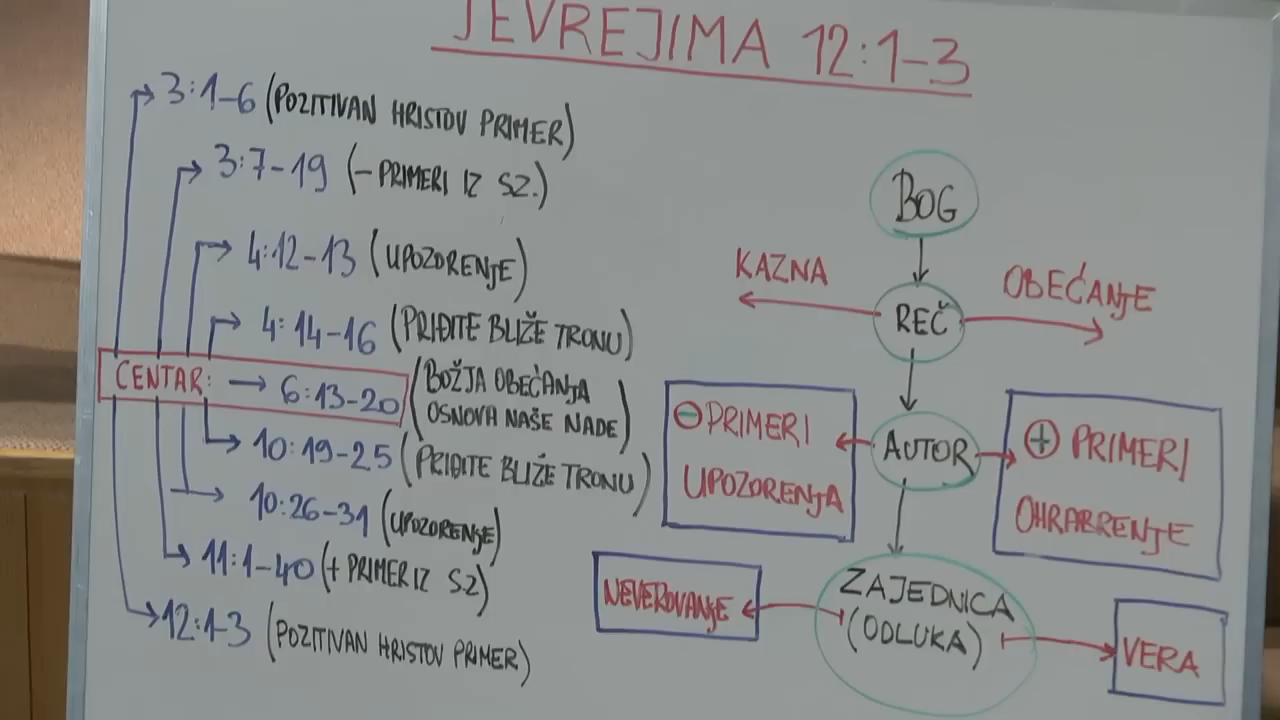 JEVREJIMA 12:1-3
3:1-6 (POZITIVAN HRISTOV PRIMER)
3:7-19 (- PRIMERI IZ SZ.)
4:12-13 (UPOZORENJE)
4:14-16 (PRIĐITE BLIŽE TRONU)
CENTAR: → 6:13-20 (BOŽJA OBEĆANJA
OSNOVA NAŠE NADE)
10:19-25 (PRIĐITE BLIŽE TRONU)
10:26-31 (UPOZORENJE)
11:1-40 (+ PRIMER IZ SZ)
12:1-3 (POZITIVAN HRISTOV PRIMER)
BOG
KAZNA
REČ
OBEĆANJE
⊖ PRIMERI
UPOZORENJA
AUTOR
⊕ PRIMERI
OHRABRENJE
NEVEROVANJE
ZAJEDNICA
(ODLUKA)
VERA